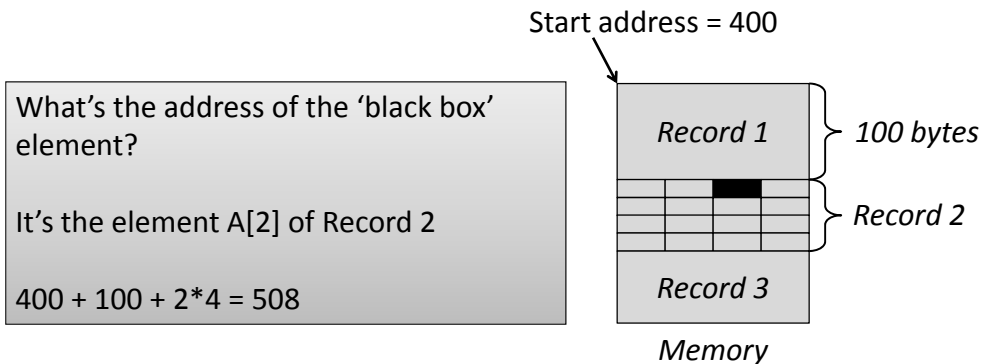 Start address = 400
What’s the address of the ‘black box’
element?
It’s the element A[2] of Record 2
400 + 100 + 2*4 = 508
Record 1
100 bytes
Record 2
Record 3
Memory